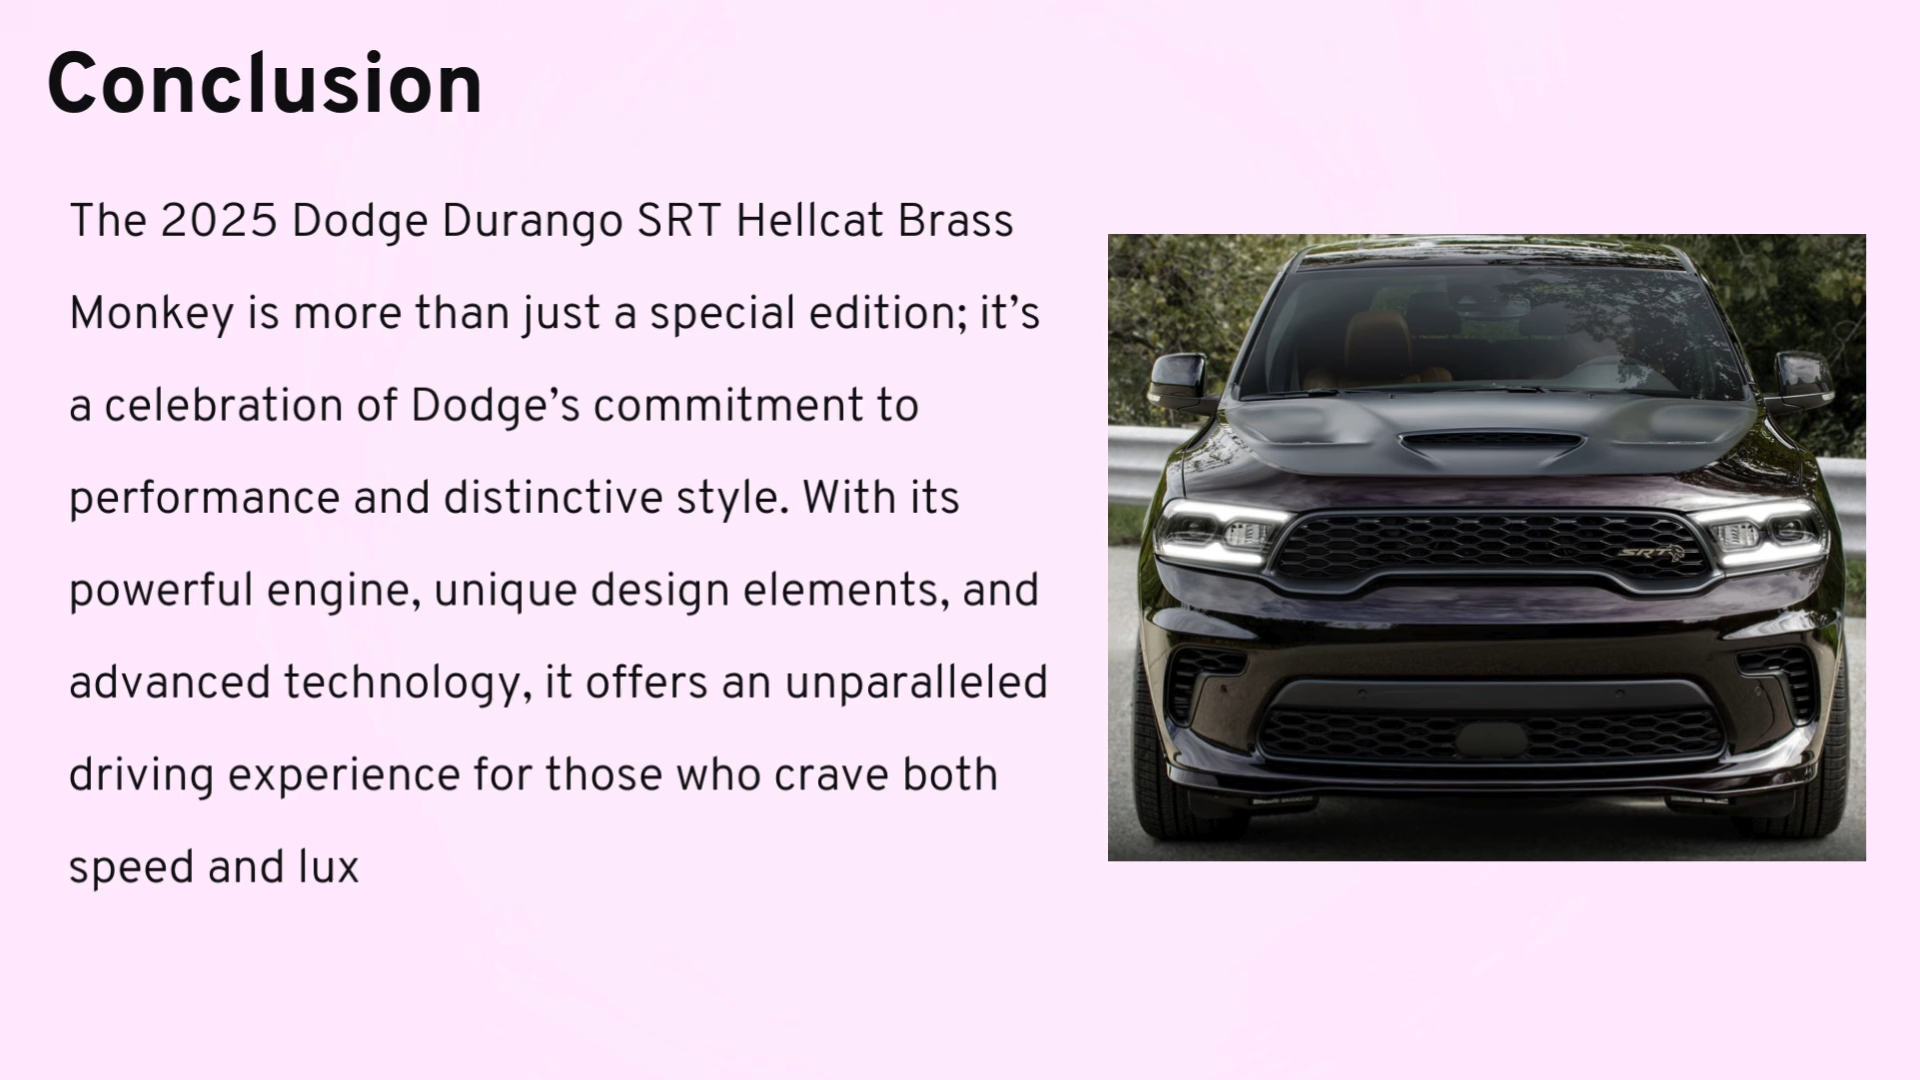 Conclusion
The 2025 Dodge Durango SRT Hellcat Brass
Monkey is more than just a special edition; it’s
a celebration of Dodge’s commitment to
performance and distinctive style. With its
powerful engine, unique design elements, and
advanced technology, it offers an unparalleled
driving experience for those who crave both
speed and lux
SRT